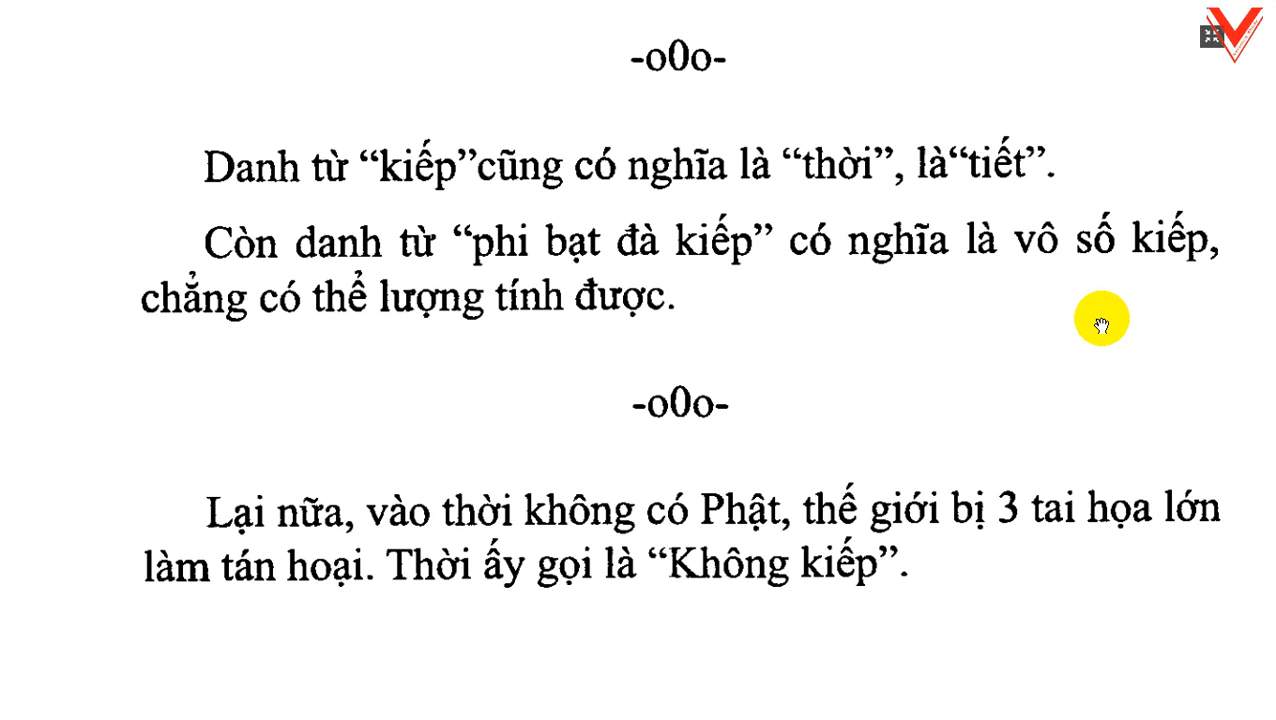 -o0o-
Danh từ “kiếp”cũng có nghĩa là “thời”, là“tiết”.
Còn danh từ “phi bạt đà kiếp” có nghĩa là vô số kiếp,
chẳng có thể lượng tính được.
-o0o-
Lại nữa, vào thời không có Phật, thế giới bị 3 tai họa lớn
làm tán hoại. Thời ấy gọi là “Không kiếp”.